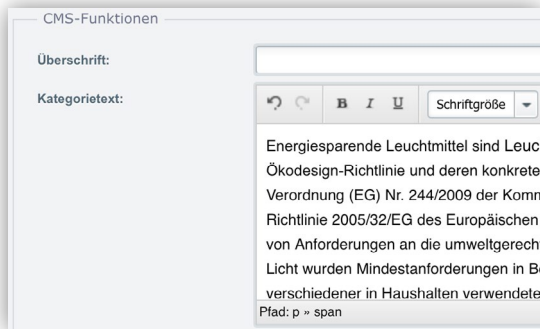 CMS-Funktionen
Überschrift:
Kategorietext:
B I U Schriftgröße
Energiesparende Leuchtmittel sind Leuc
Ökodesign-Richtlinie und deren konkrete
Verordnung (EG) Nr. 244/2009 der Komm
Richtlinie 2005/32/EG des Europäischen
von Anforderungen an die umweltgerech
Licht wurden Mindestanforderungen in Be
verschiedener in Haushalten verwendete
Pfad: p » span